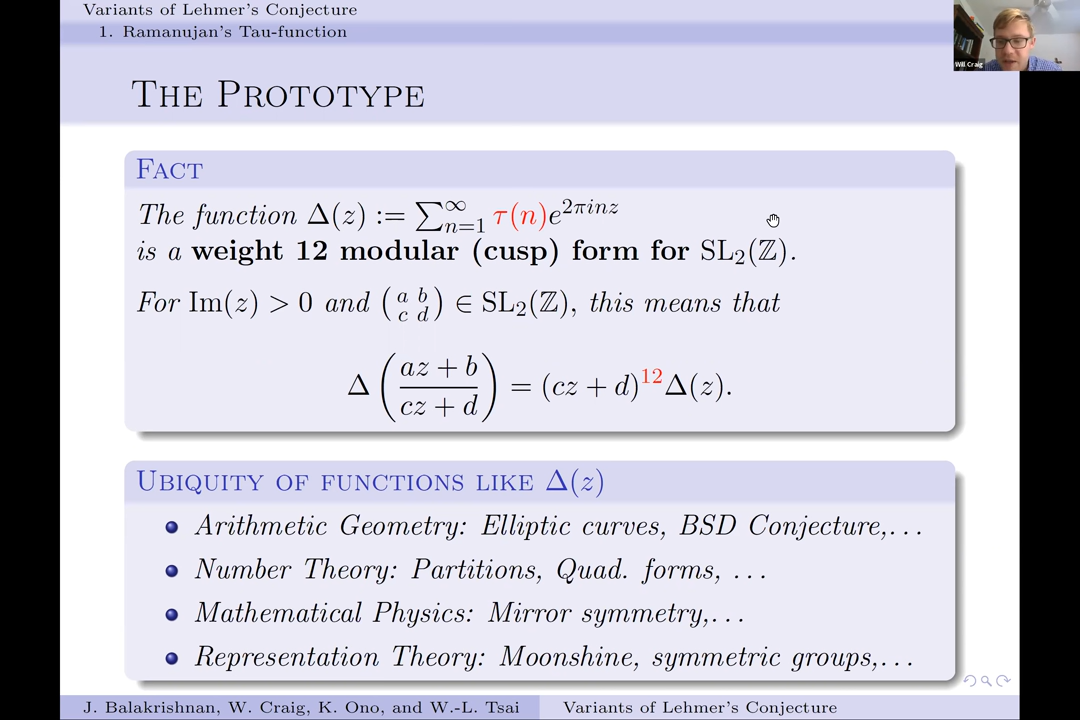 Variants of Lehmer's Conjecture
1. Ramanujan's Tau-function
Will Craig
The Prototype
Fact
The function Δ(z) := ∑_{n=1}^{∞} τ(n)e^{2πinz}
is a weight 12 modular (cusp) form for SL₂(ℤ).
For Im(z) > 0 and (a b; c d) ∈ SL₂(ℤ), this means that
Δ((az + b)/(cz + d)) = (cz + d)^{12}Δ(z).
Ubiquity of functions like Δ(z)
Arithmetic Geometry: Elliptic curves, BSD Conjecture,...
Number Theory: Partitions, Quad. forms, ...
Mathematical Physics: Mirror symmetry,...
Representation Theory: Moonshine, symmetric groups,...
J. Balakrishnan, W. Craig, K. Ono, and W.-L. Tsai
Variants of Lehmer's Conjecture